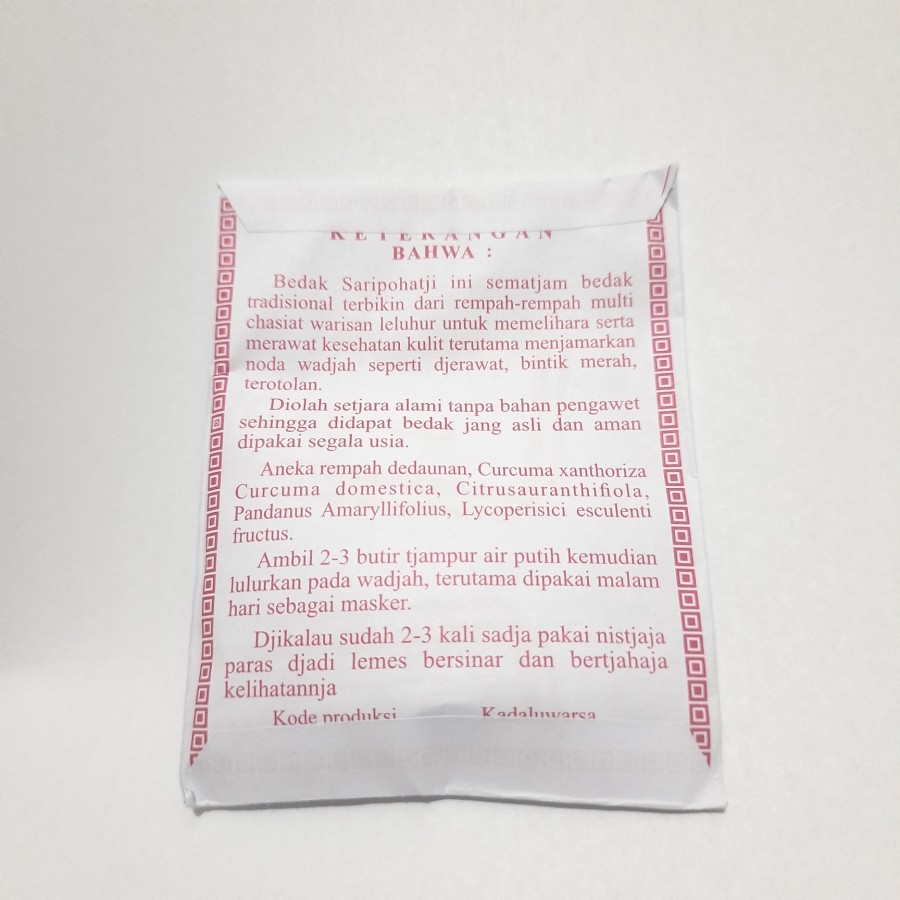 KETERANGAN
BAHWA :
Bedak Saripohatji ini sematjam bedak
tradisional terbikin dari rempah-rempah multi
chasiat warisan leluhur untuk memelihara serta
merawat kesehatan kulit terutama menjamarkan
noda wadjah seperti djerawat, bintik merah,
terotolan.
Diolah setjara alami tanpa bahan pengawet
sehingga didapat bedak jang asli dan aman
dipakai segala usia.
Aneka rempah dedaunan, Curcuma xanthoriza
Curcuma domestica, Citrusauranthifiola,
Pandanus Amaryllifolius, Lycoperisici esculenti
fructus.
Ambil 2-3 butir tjampur air putih kemudian
lulurkan pada wadjah, terutama dipakai malam
hari sebagai masker.
Djikalau sudah 2-3 kali sadja pakai nistjaja
paras djadi lemes bersinar dan bertjahaja
kelihatannja
Kode produksi Kadaluwarsa